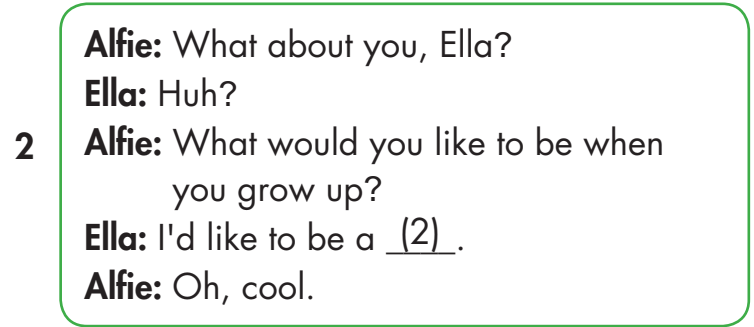 Alfie: What about you, Ella?
Ella: Huh?
2
Alfie: What would you like to be when
you grow up?
Ella: I'd like to be a (2).
Alfie: Oh, cool.